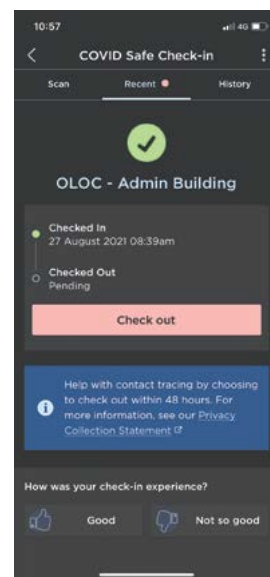 10:57
4G
COVID Safe Check-in
Scan
Recent
History
OLOC - Admin Building
Checked In
27 August 2021 08:39am
Checked Out
Pending
Check out
Help with contact tracing by choosing
to check out within 48 hours. For
more information, see our Privacy
Collection Statement
How was your check-in experience?
Good
Not so good